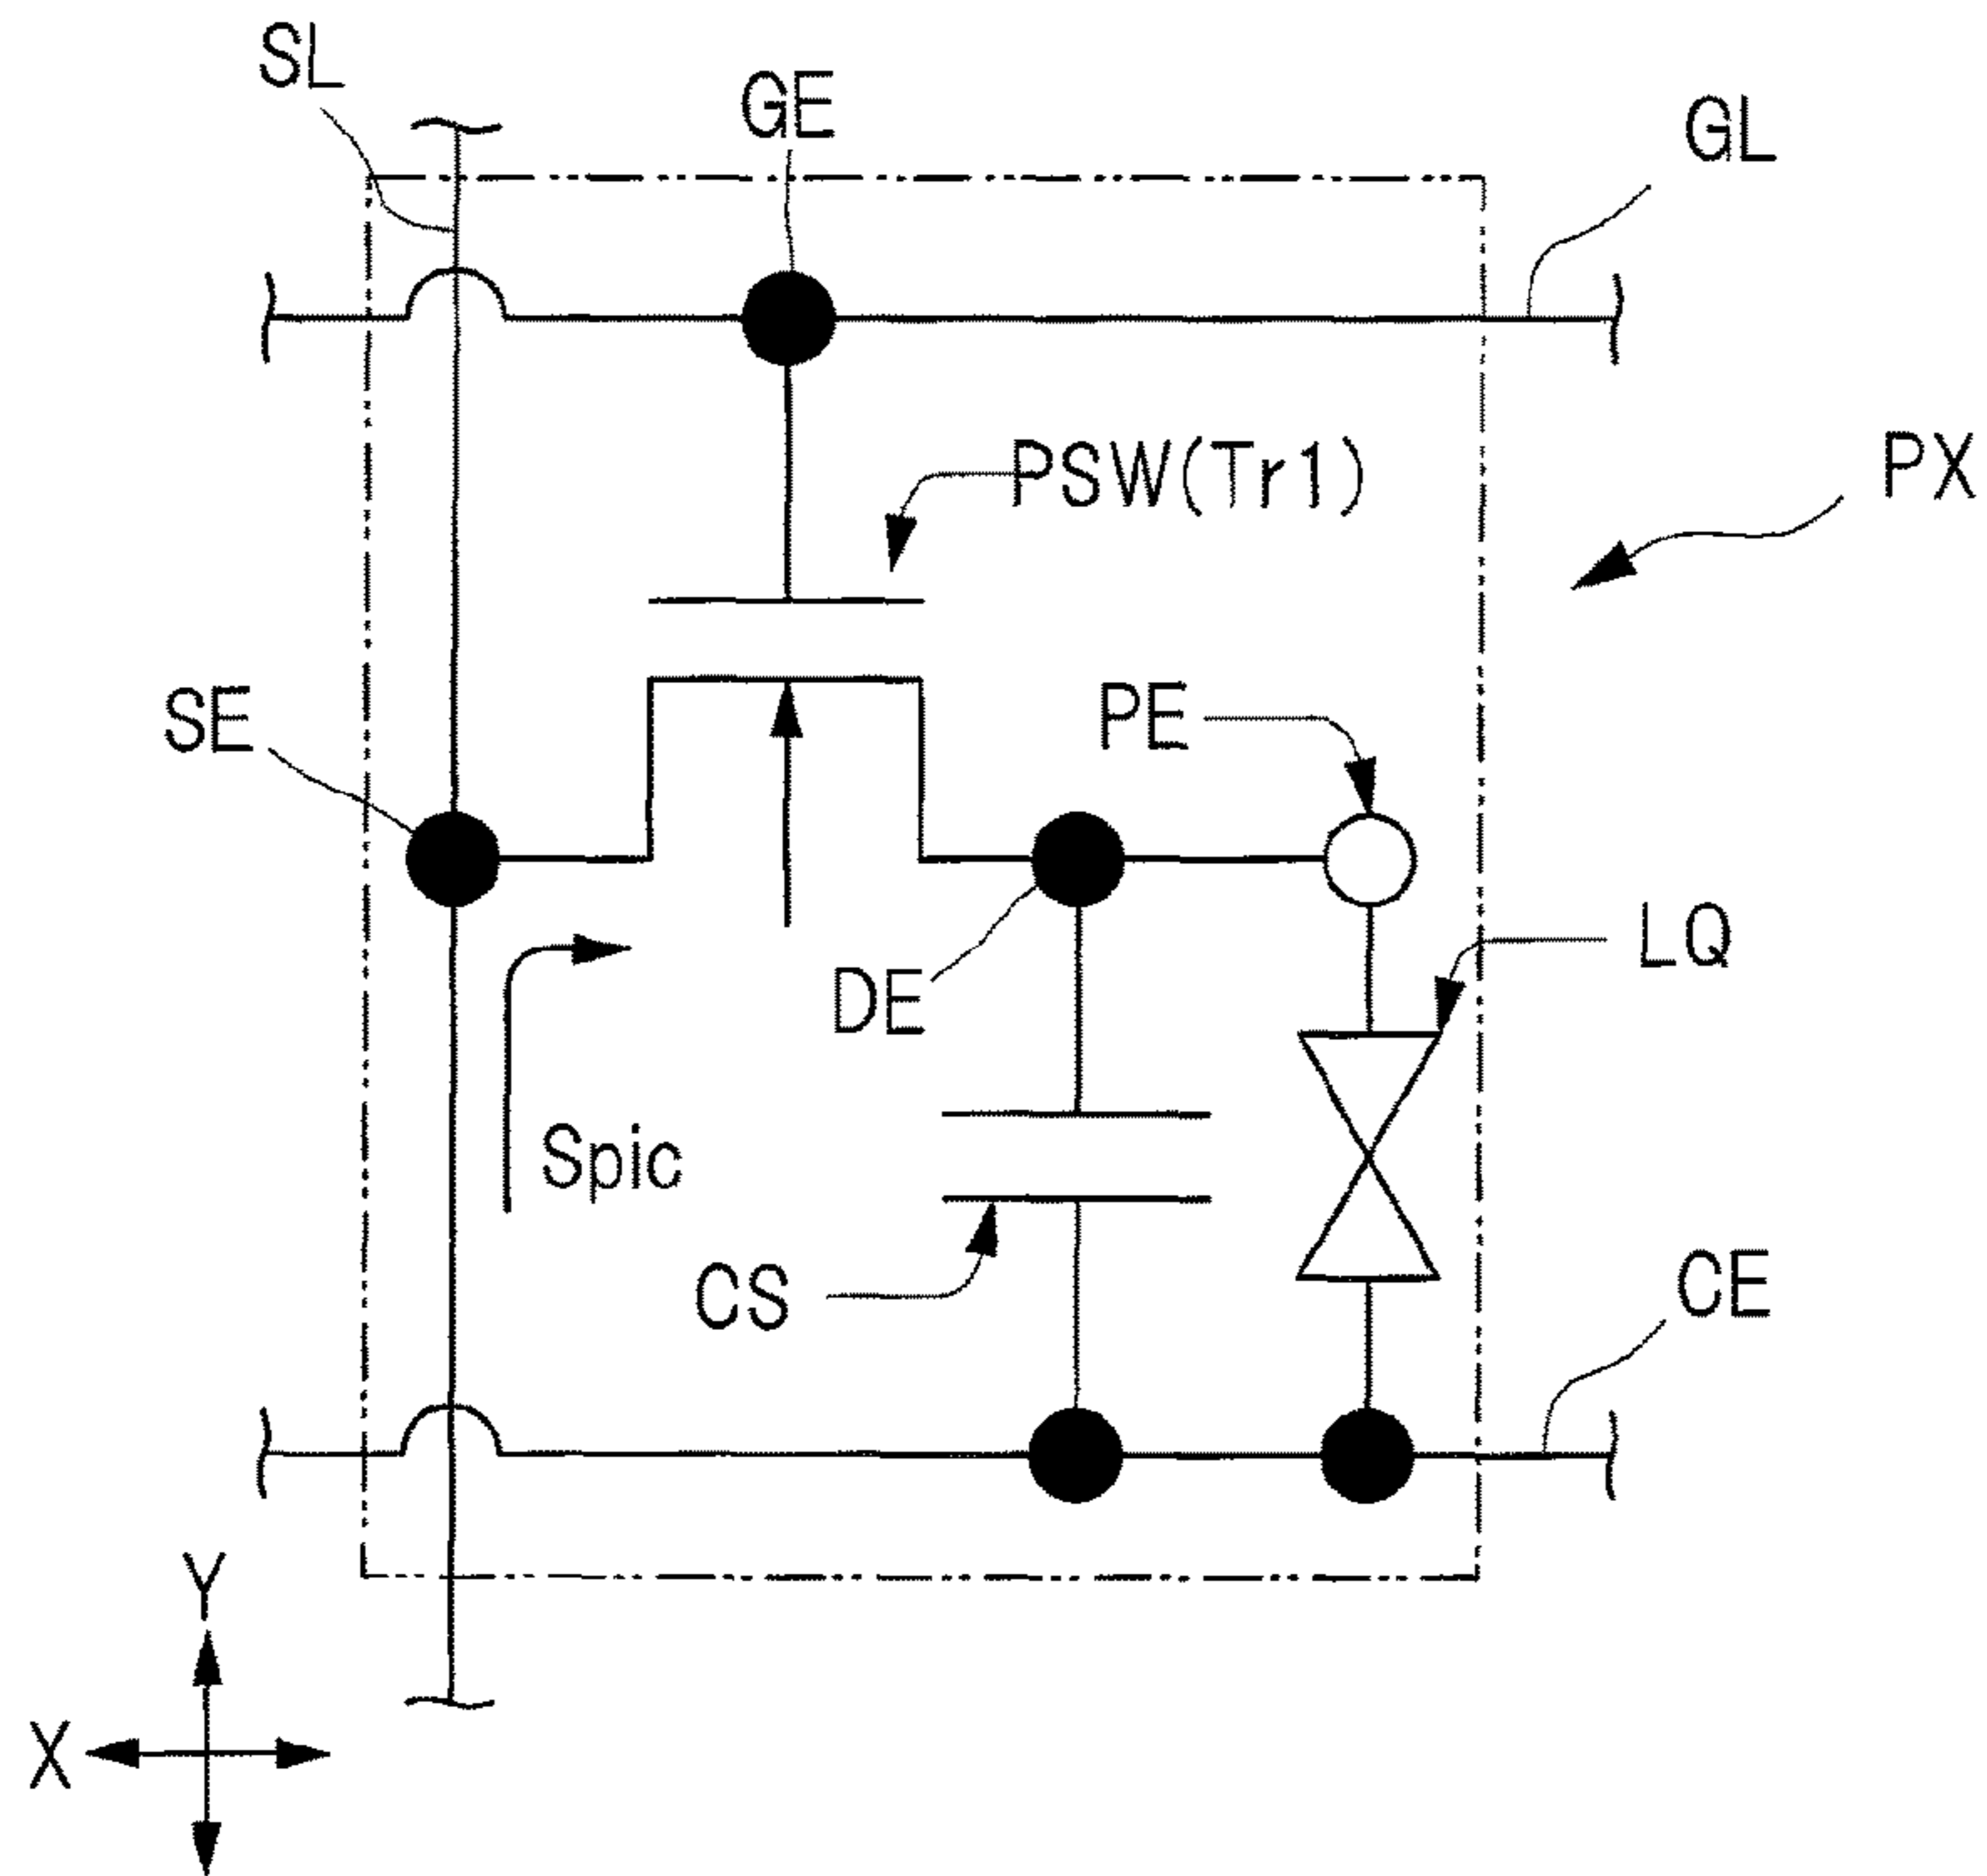 SL
GE
GL
PSW(Tr1)
PX
SE
PE
LQ
DE
Spic
CS
CE
Y
X